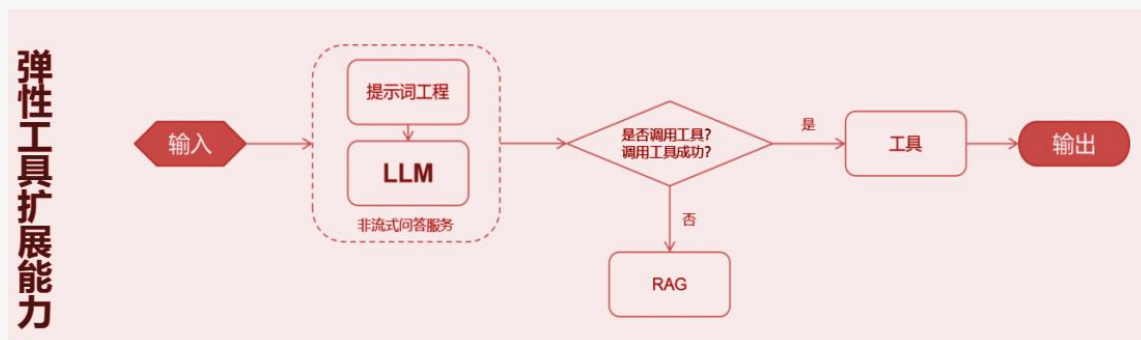 弹性工具扩展能力
输入
提示词工程
LLM
非流式问答服务
是否调用工具?
调用工具成功?
是
工具
输出
否
RAG